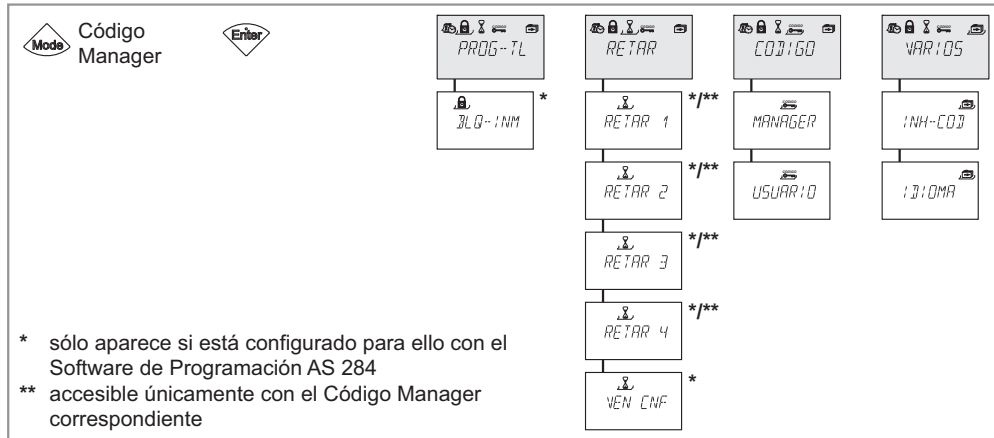 Mode Código Manager Enter
PROG-TL RETAR CODIGO VARIOS
BLQ-INM * RETAR 1 */** MANAGER INH-COD
RETAR 2 */** USUARIO IDIOMA
RETAR 3 */**
RETAR 4 */**
VEN CNF *
* sólo aparece si está configurado para ello con el
Software de Programación AS 284
** accesible únicamente con el Código Manager
correspondiente